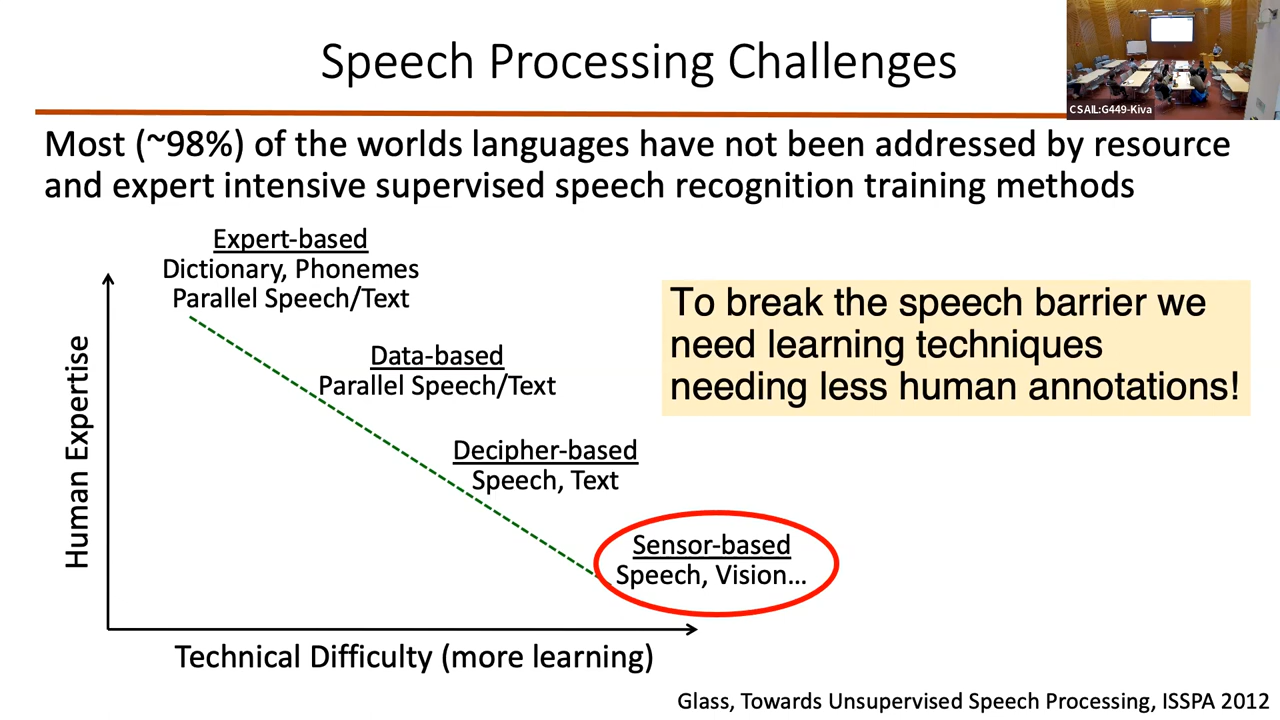 Speech Processing Challenges
CSAIL:G449-Kiva
Most (~98%) of the worlds languages have not been addressed by resource
and expert intensive supervised speech recognition training methods
Expert-based
Dictionary, Phonemes
Parallel Speech/Text
Data-based
Parallel Speech/Text
Decipher-based
Speech, Text
Sensor-based
Speech, Vision...
Human Expertise
Technical Difficulty (more learning)
To break the speech barrier we
need learning techniques
needing less human annotations!
Glass, Towards Unsupervised Speech Processing, ISSPA 2012